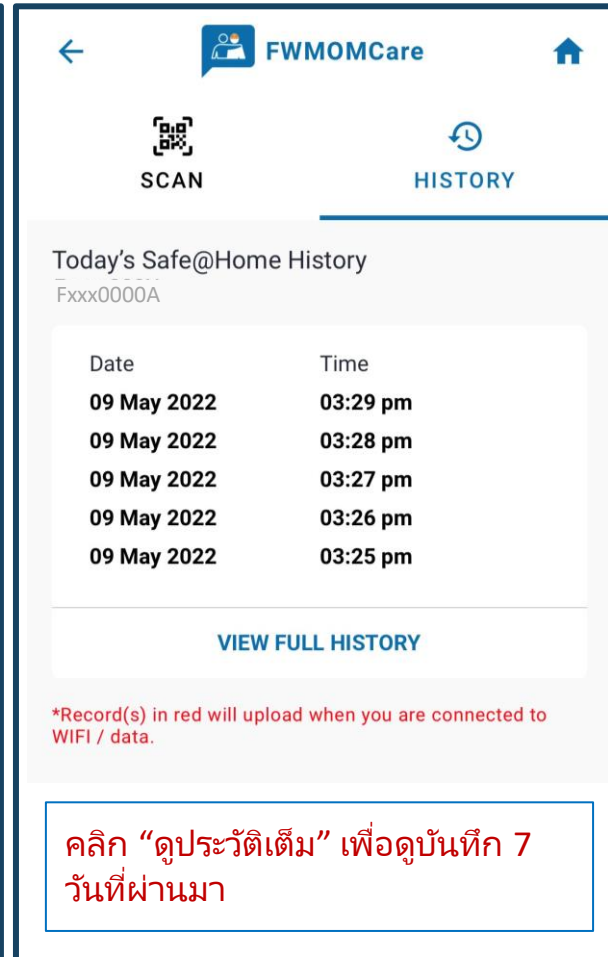 FWMOMCare
SCAN
HISTORY
Today's Safe@Home History
Fxxx0000A
Date Time
09 May 2022 03:29 pm
09 May 2022 03:28 pm
09 May 2022 03:27 pm
09 May 2022 03:26 pm
09 May 2022 03:25 pm
VIEW FULL HISTORY
*Record(s) in red will upload when you are connected to
WIFI / data.
คลิก “ดูประวัติเต็ม” เพื่อดูบันทึก 7
วันที่ผ่านมา